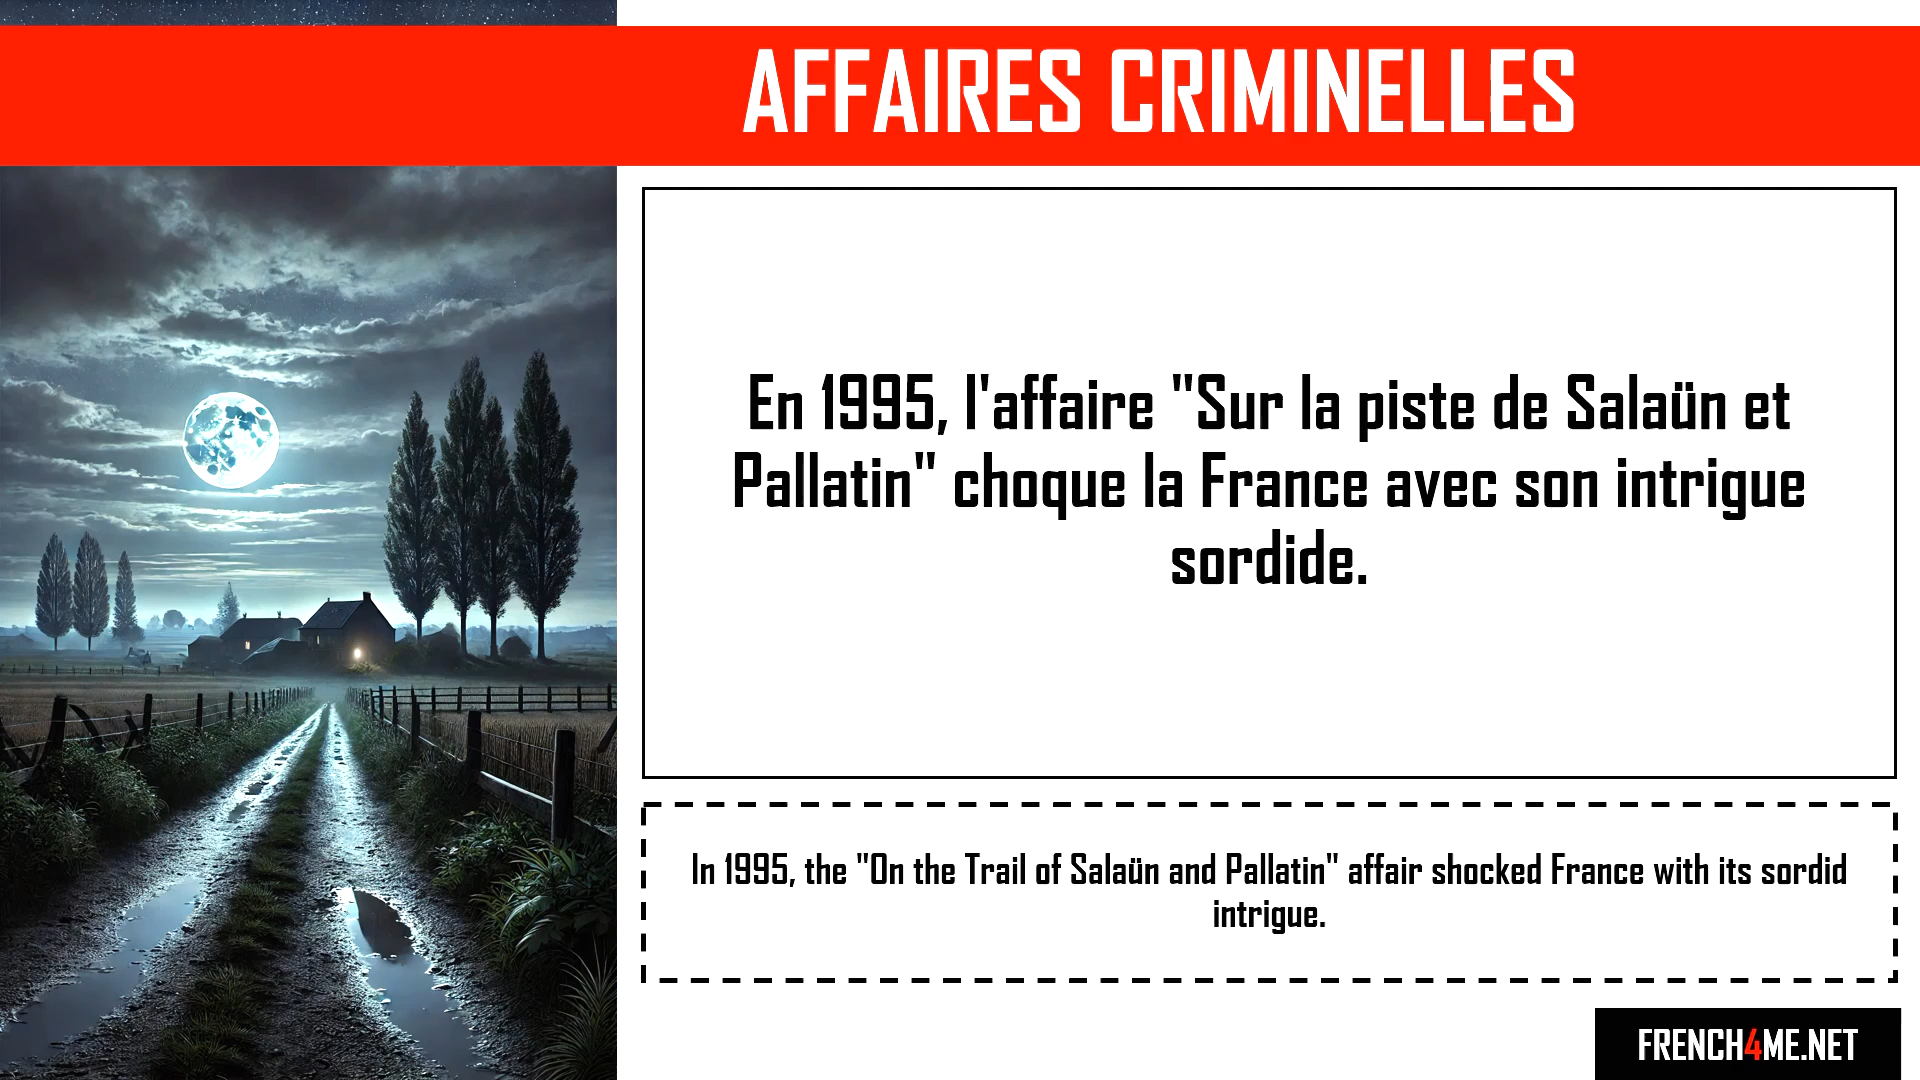 AFFAIRES CRIMINELLES
En 1995, l'affaire "Sur la piste de Salaün et
Pallatin" choque la France avec son intrigue
sordide.
In 1995, the "On the Trail of Salaün and Pallatin" affair shocked France with its sordid
intrigue.
FRENCH4ME.NET